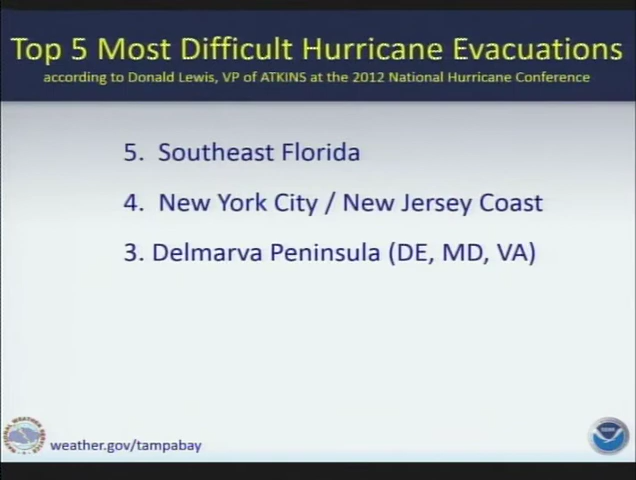 Top 5 Most Difficult Hurricane Evacuations
according to Donald Lewis, VP of ATKINS at the 2012 National Hurricane Conference
5. Southeast Florida
4. New York City / New Jersey Coast
3. Delmarva Peninsula (DE, MD, VA)
weather.gov/tampabay